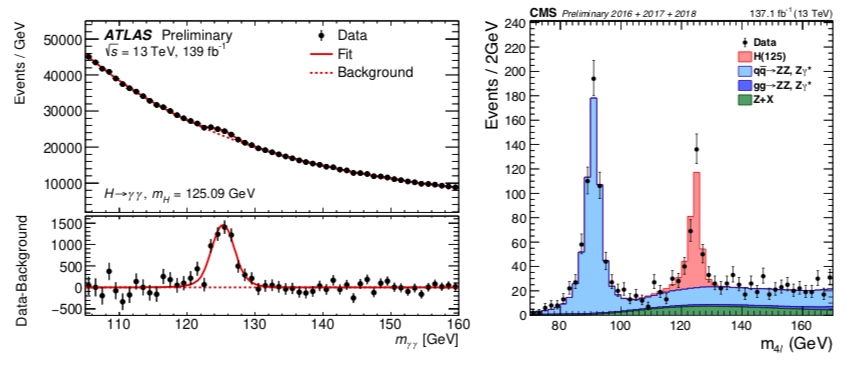 ATLAS Preliminary
√s = 13 TeV, 139 fb⁻¹
Data
Fit
Background
Events / GeV
50000
40000
30000
20000
10000
H→γγ, m_H = 125.09 GeV
Data-Background
1500
1000
500
0
−500
110 120 130 140 150 160
m_γγ [GeV]
CMS Preliminary 2016 + 2017 + 2018 137.1 fb⁻¹ (13 TeV)
Events / 2GeV
240
220
200
180
160
140
120
100
80
60
40
20
0
Data
H(125)
qq̄→ZZ, Zγ*
gg→ZZ, Zγ*
Z+X
80 100 120 140 160
m_4l (GeV)